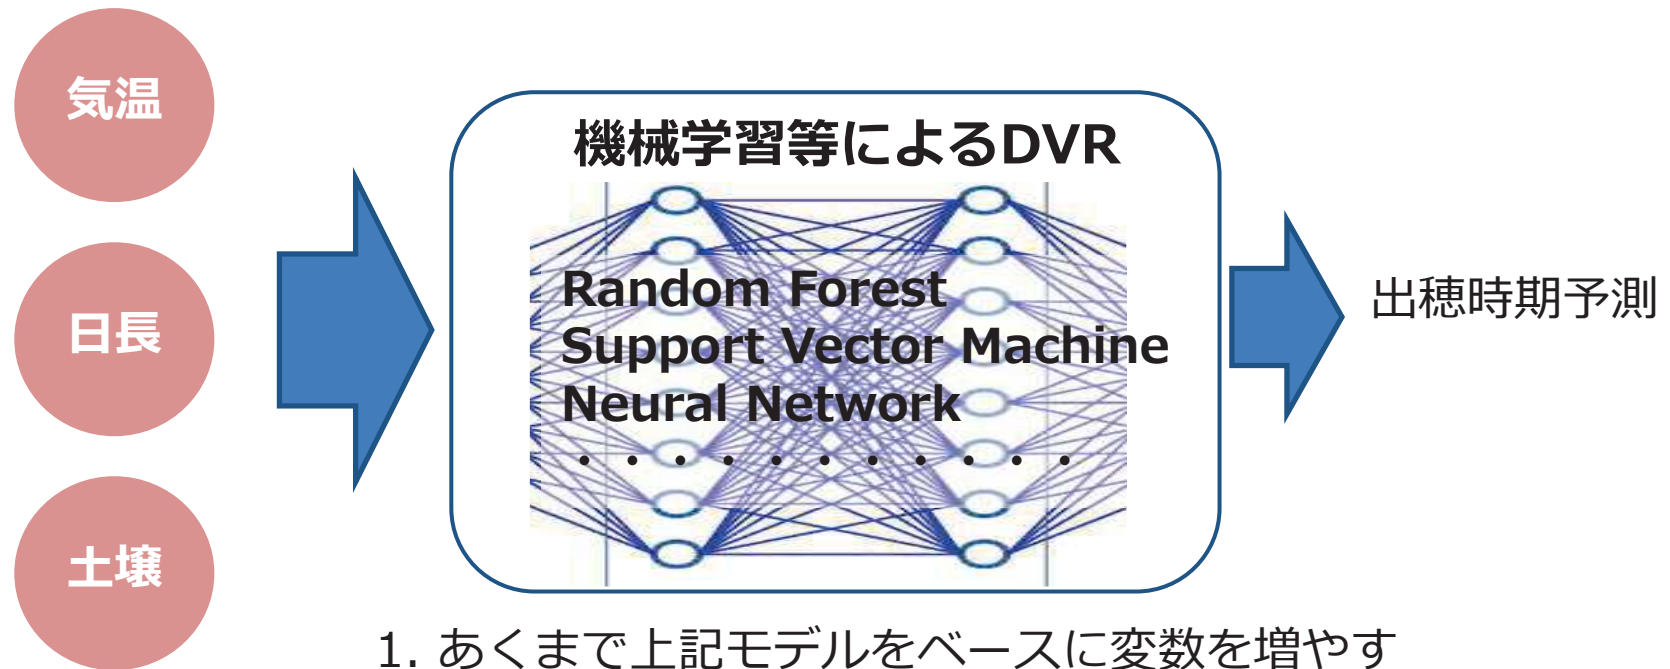 気温
日長
土壌
機械学習等によるDVR
Random Forest
Support Vector Machine
Neural Network
・・・・・・・・・・・
出穂時期予測
1. あくまで上記モデルをベースに変数を増やす